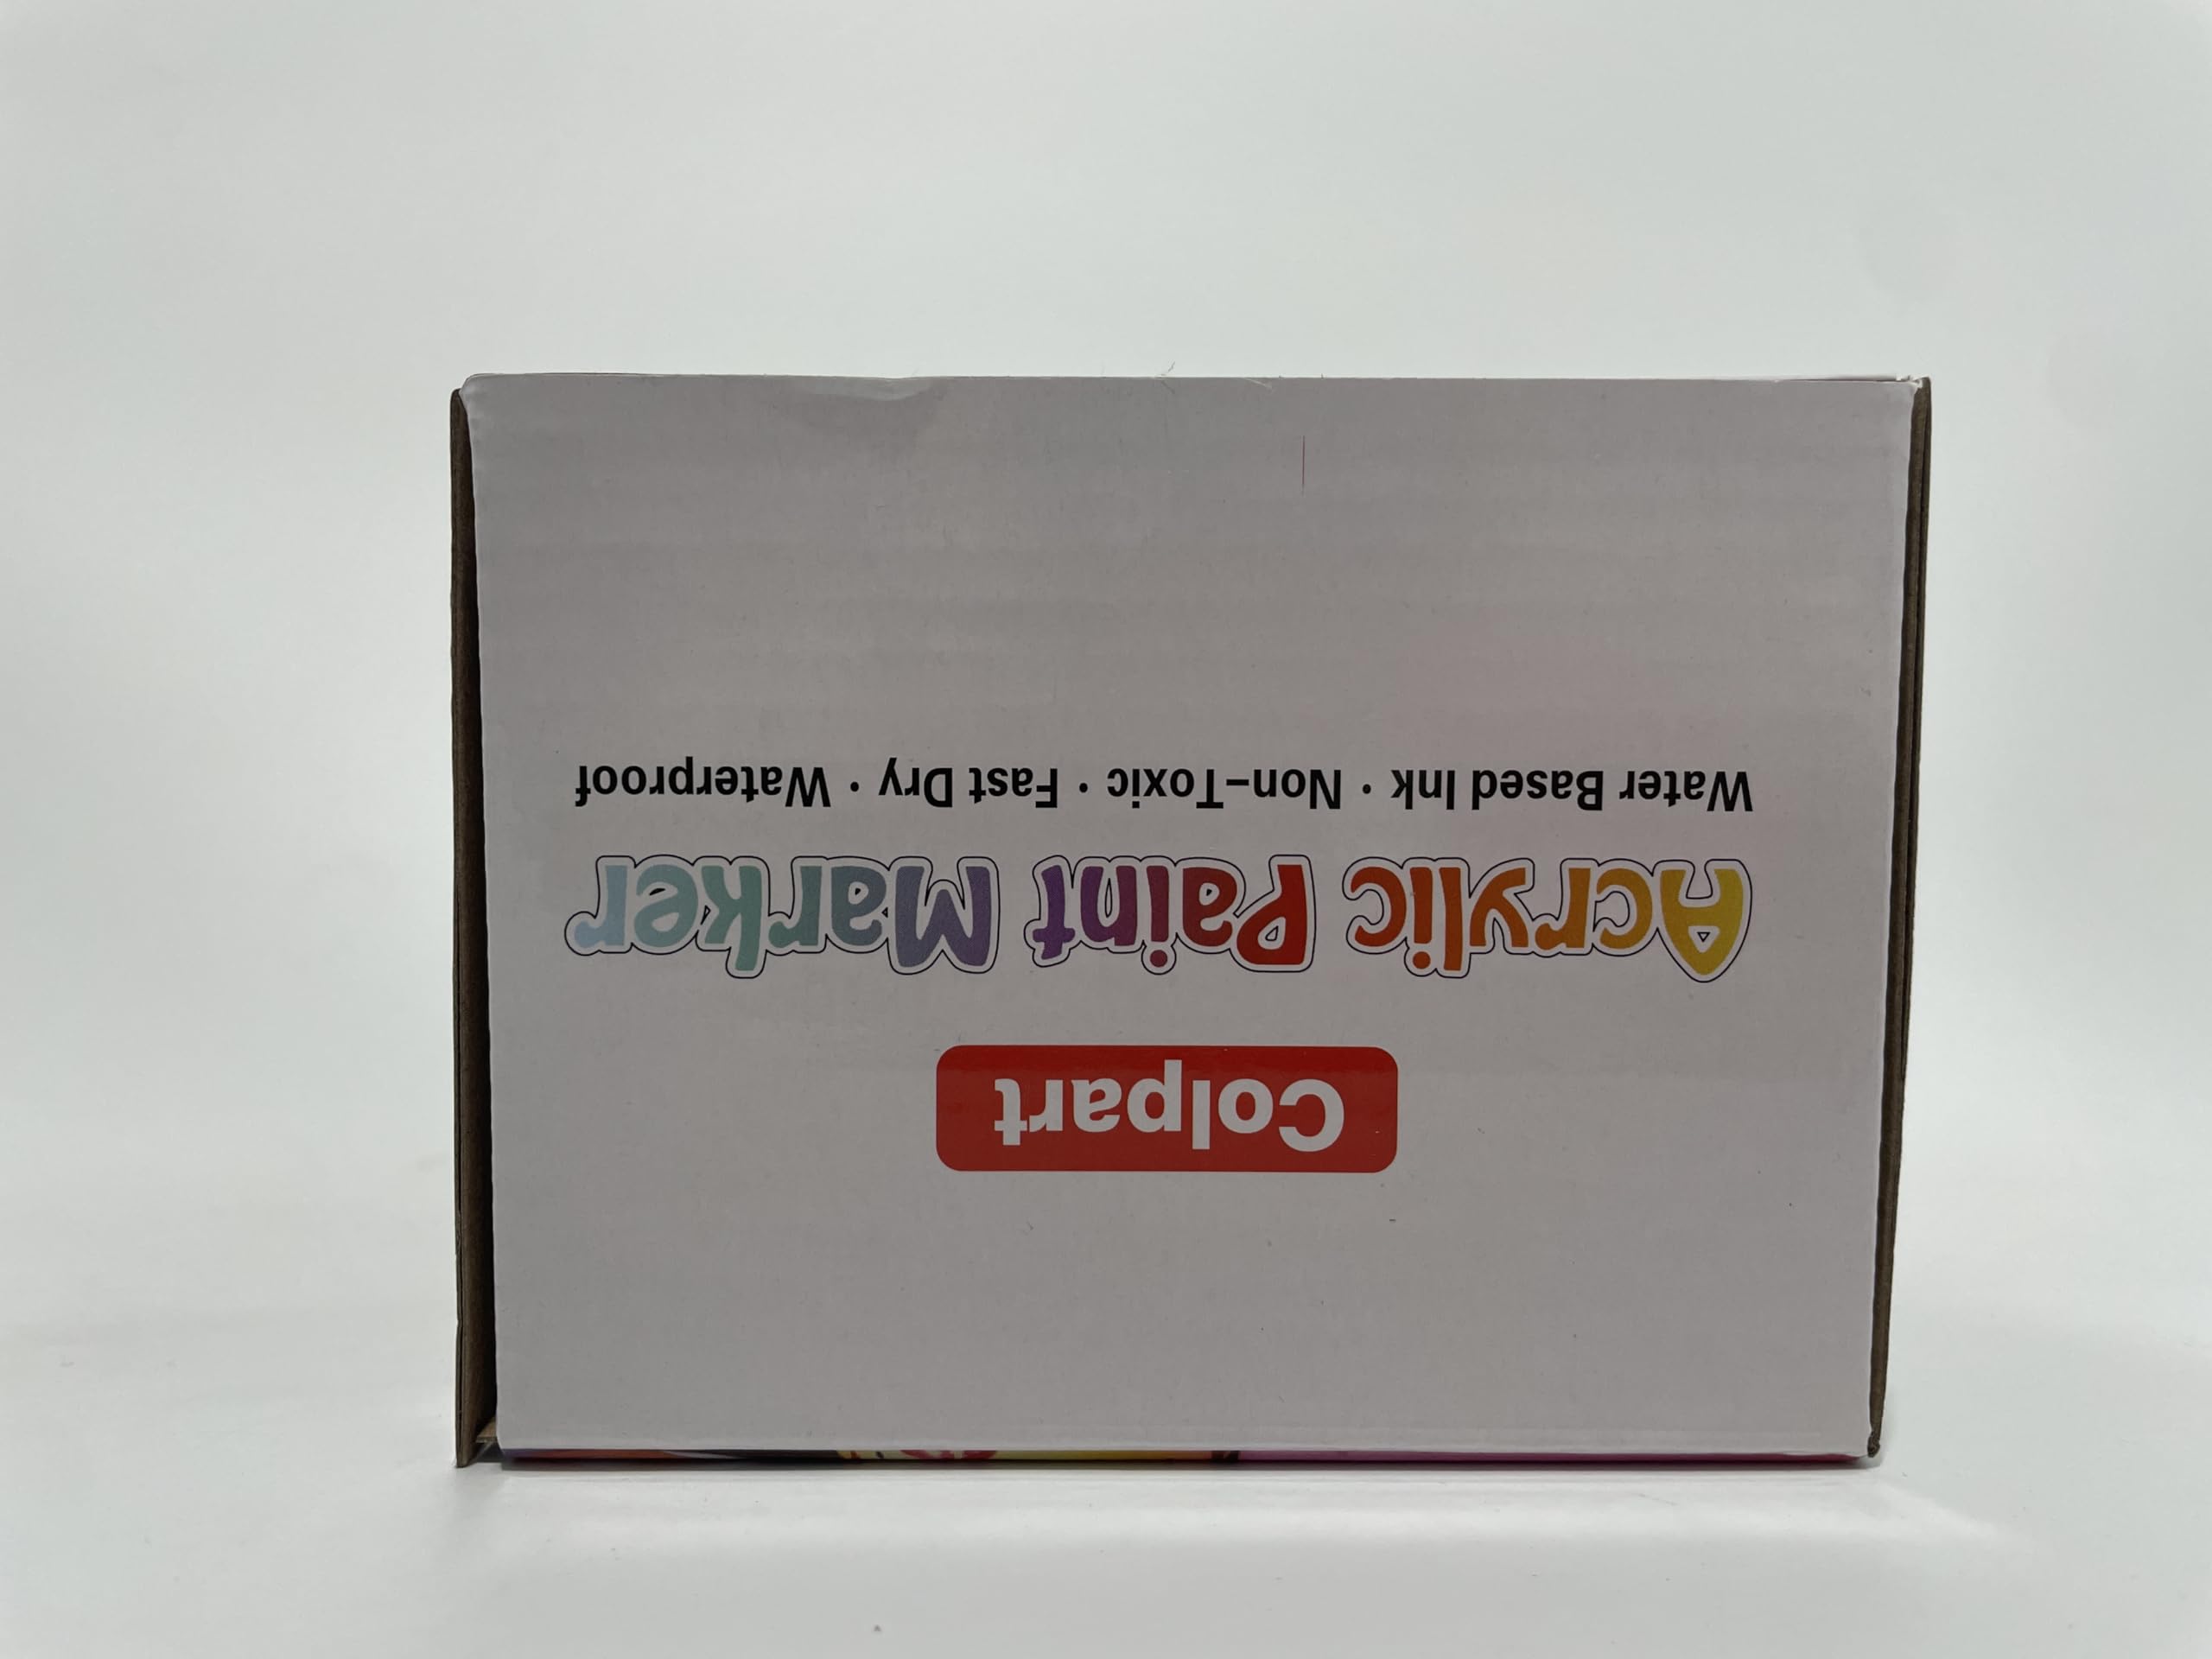 Colpart
Acrylic Paint Marker
Water Based Ink · Non-Toxic · Fast Dry · Waterproof